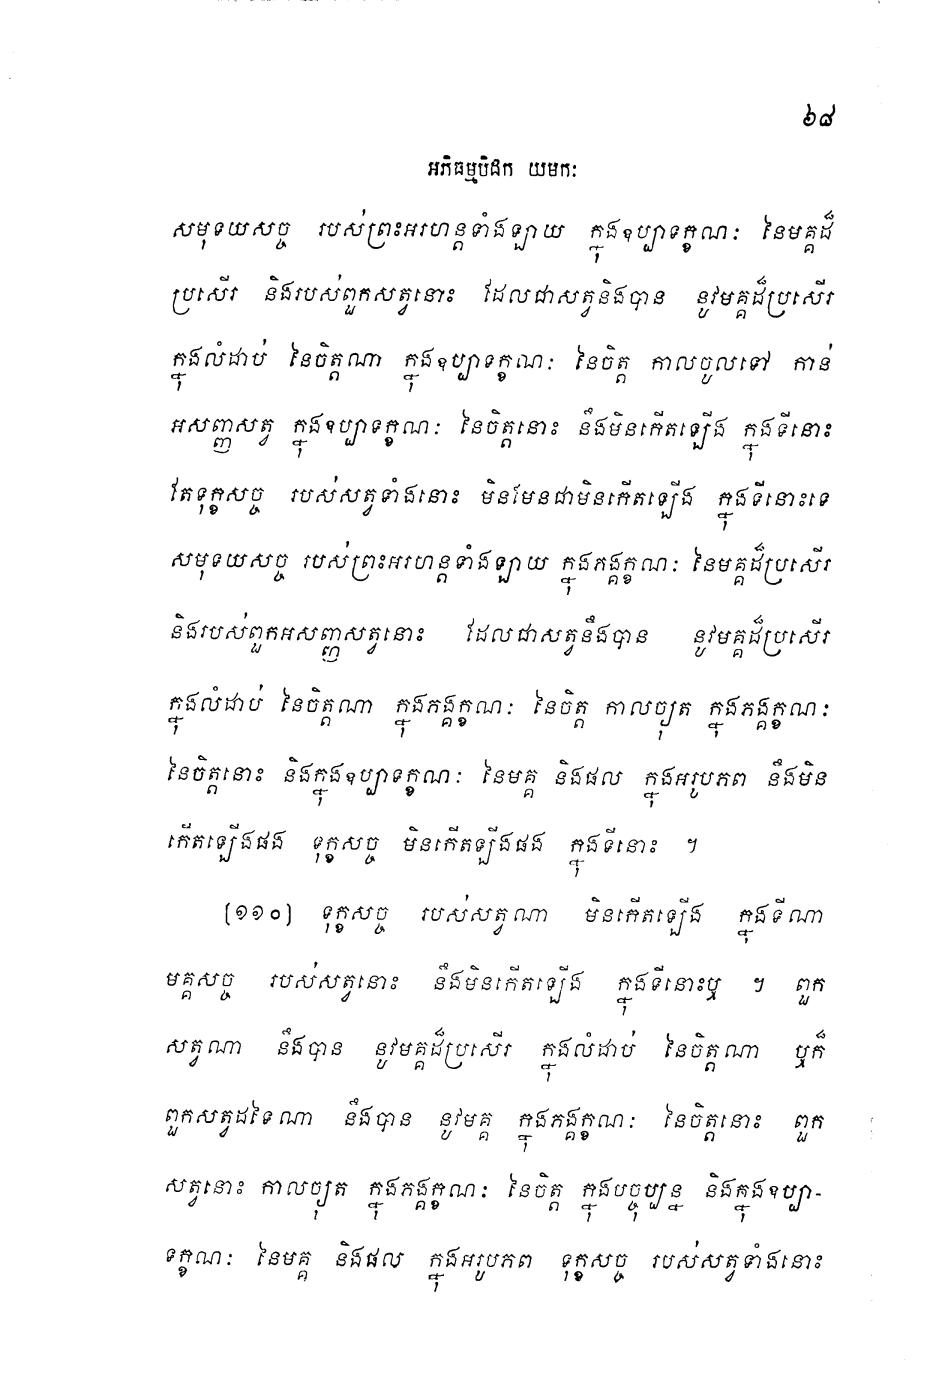 ៦៨
អភិធម្មបិដក យមកៈ
សមុទយសច្ច របស់ព្រះអរហន្តទាំងឡាយ ក្នុងឧប្បាទក្ខណៈ នៃមគ្គដ៏
ប្រសើរ និងរបស់ពួកសត្វនោះ ដែលជាសត្វនិងបាន នូវមគ្គដ៏ប្រសើរ
ក្នុងលំដាប់ នៃចិត្តណា ក្នុងឧប្បាទក្ខណៈ នៃចិត្ត កាលចូលទៅ កាន់
អសញ្ញសត្វ ក្នុងឧប្បាទក្ខណៈ នៃចិត្តនោះ នឹងមិនកើតឡើង ក្នុងទីនោះ
តែទុក្ខសច្ច របស់សត្វទាំងនោះ មិនមែនជាមិនកើតឡើង ក្នុងទីនោះទេ
សមុទយសច្ច របស់ព្រះអរហន្តទាំងឡាយ ក្នុងភង្គក្ខណៈ នៃមគ្គដ៏ប្រសើរ
និងរបស់ពួកអសញ្ញសត្វនោះ ដែលជាសត្វនឹងបាន នូវមគ្គដ៏ប្រសើរ
ក្នុងលំដាប់ នៃចិត្តណា ក្នុងភង្គក្ខណៈ នៃចិត្ត កាលច្យុត ក្នុងភង្គក្ខណៈ
នៃចិត្តនោះ និងក្នុងឧប្បាទក្ខណៈ នៃមគ្គ និងផល ក្នុងអរូបភព នឹងមិន
កើតឡើងផង ទុក្ខសច្ច មិនកើតឡើងផង ក្នុងទីនោះ ។
(១១០) ទុក្ខសច្ច របស់សត្វណា មិនកើតឡើង ក្នុងទីណា
មគ្គសច្ច របស់សត្វនោះ នឹងមិនកើតឡើង ក្នុងទីនោះឬ ។ ពួក
សត្វណា នឹងបាន នូវមគ្គដ៏ប្រសើរ ក្នុងលំដាប់ នៃចិត្តណា ឬក៏
ពួកសត្វដទៃណា នឹងបាន នូវមគ្គ ក្នុងភង្គក្ខណៈ នៃចិត្តនោះ ពួក
សត្វនោះ កាលច្យុត ក្នុងភង្គក្ខណៈ នៃចិត្ត ក្នុងបច្ចុប្បន្ន និងក្នុងឧប្បា-
ទក្ខណៈ នៃមគ្គ និងផល ក្នុងអរូបភព ទុក្ខសច្ច របស់សត្វទាំងនោះ